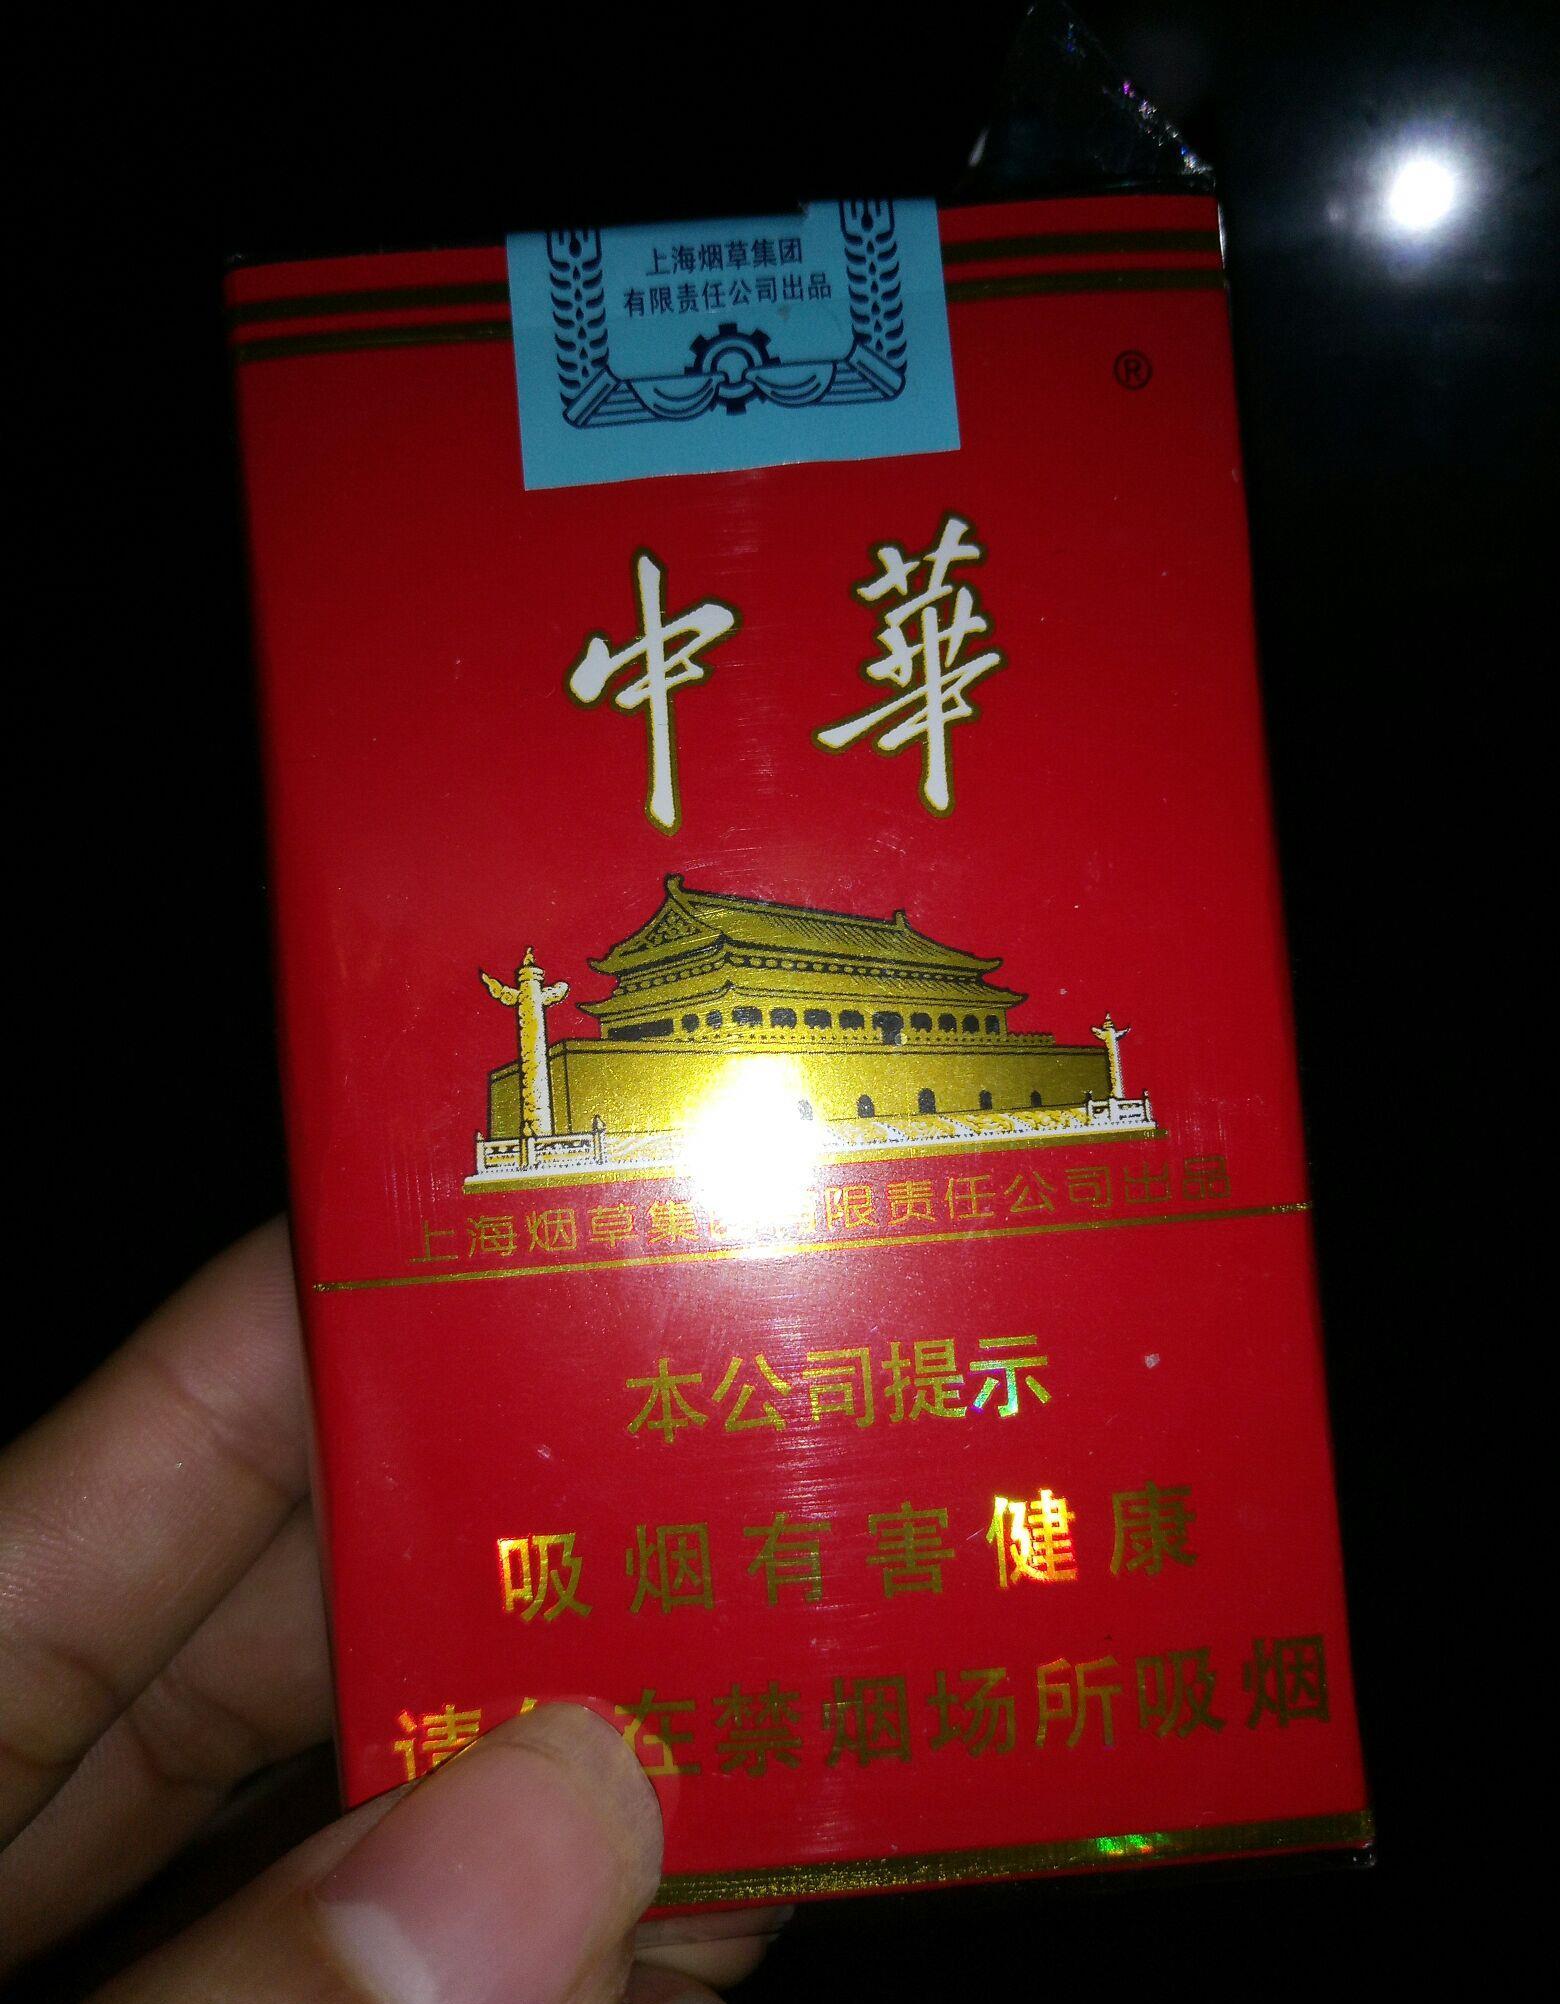 上海烟草集团
有限责任公司出品
®
中華
上海烟草集 限责任公司出品
本公司提示
吸烟有害健康
请 在禁烟场所吸烟